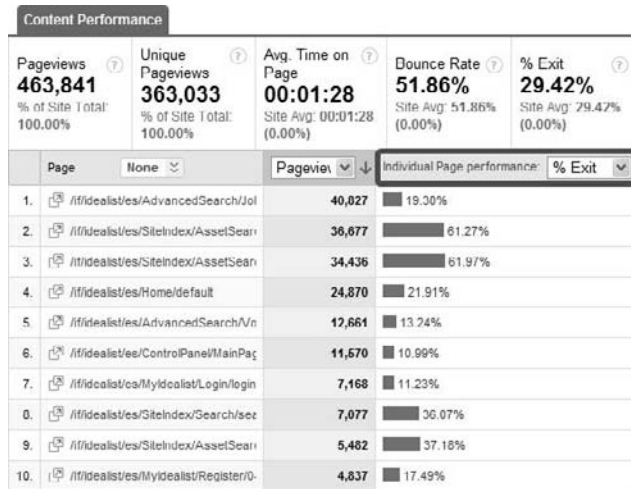 Content Performance
Pageviews ?
463,841
% of Site Total:
100.00%
Unique ?
Pageviews
363,033
% of Site Total:
100.00%
Avg. Time on ?
Page
00:01:28
Site Avg: 00:01:28
(0.00%)
Bounce Rate ?
51.86%
Site Avg: 51.86%
(0.00%)
% Exit ?
29.42%
Site Avg: 29.42%
(0.00%)
Page None Pageviev ↓ Individual Page performance: % Exit
1. /if/idealist/es/AdvancedSearch/Jol 40,827 19.30%
2. /if/idealist/es/SiteIndex/AssetSear 36,677 61.27%
3. /if/idealist/es/SiteIndex/AssetSear 34,436 61.97%
4. /if/idealist/es/Home/default 24,870 21.91%
5. /if/idealist/es/AdvancedSearch/Vo 12,661 13.24%
6. /if/idealist/es/ControlPanel/MainPag 11,570 10.99%
7. /if/idealist/es/MyIdealist/Login/login 7,168 11.23%
8. /if/idealist/es/SiteIndex/Search/sea 7,077 36.07%
9. /if/idealist/es/SiteIndex/AssetSear 5,482 37.18%
10. /if/idealist/es/MyIdealist/Register/0- 4,837 17.49%